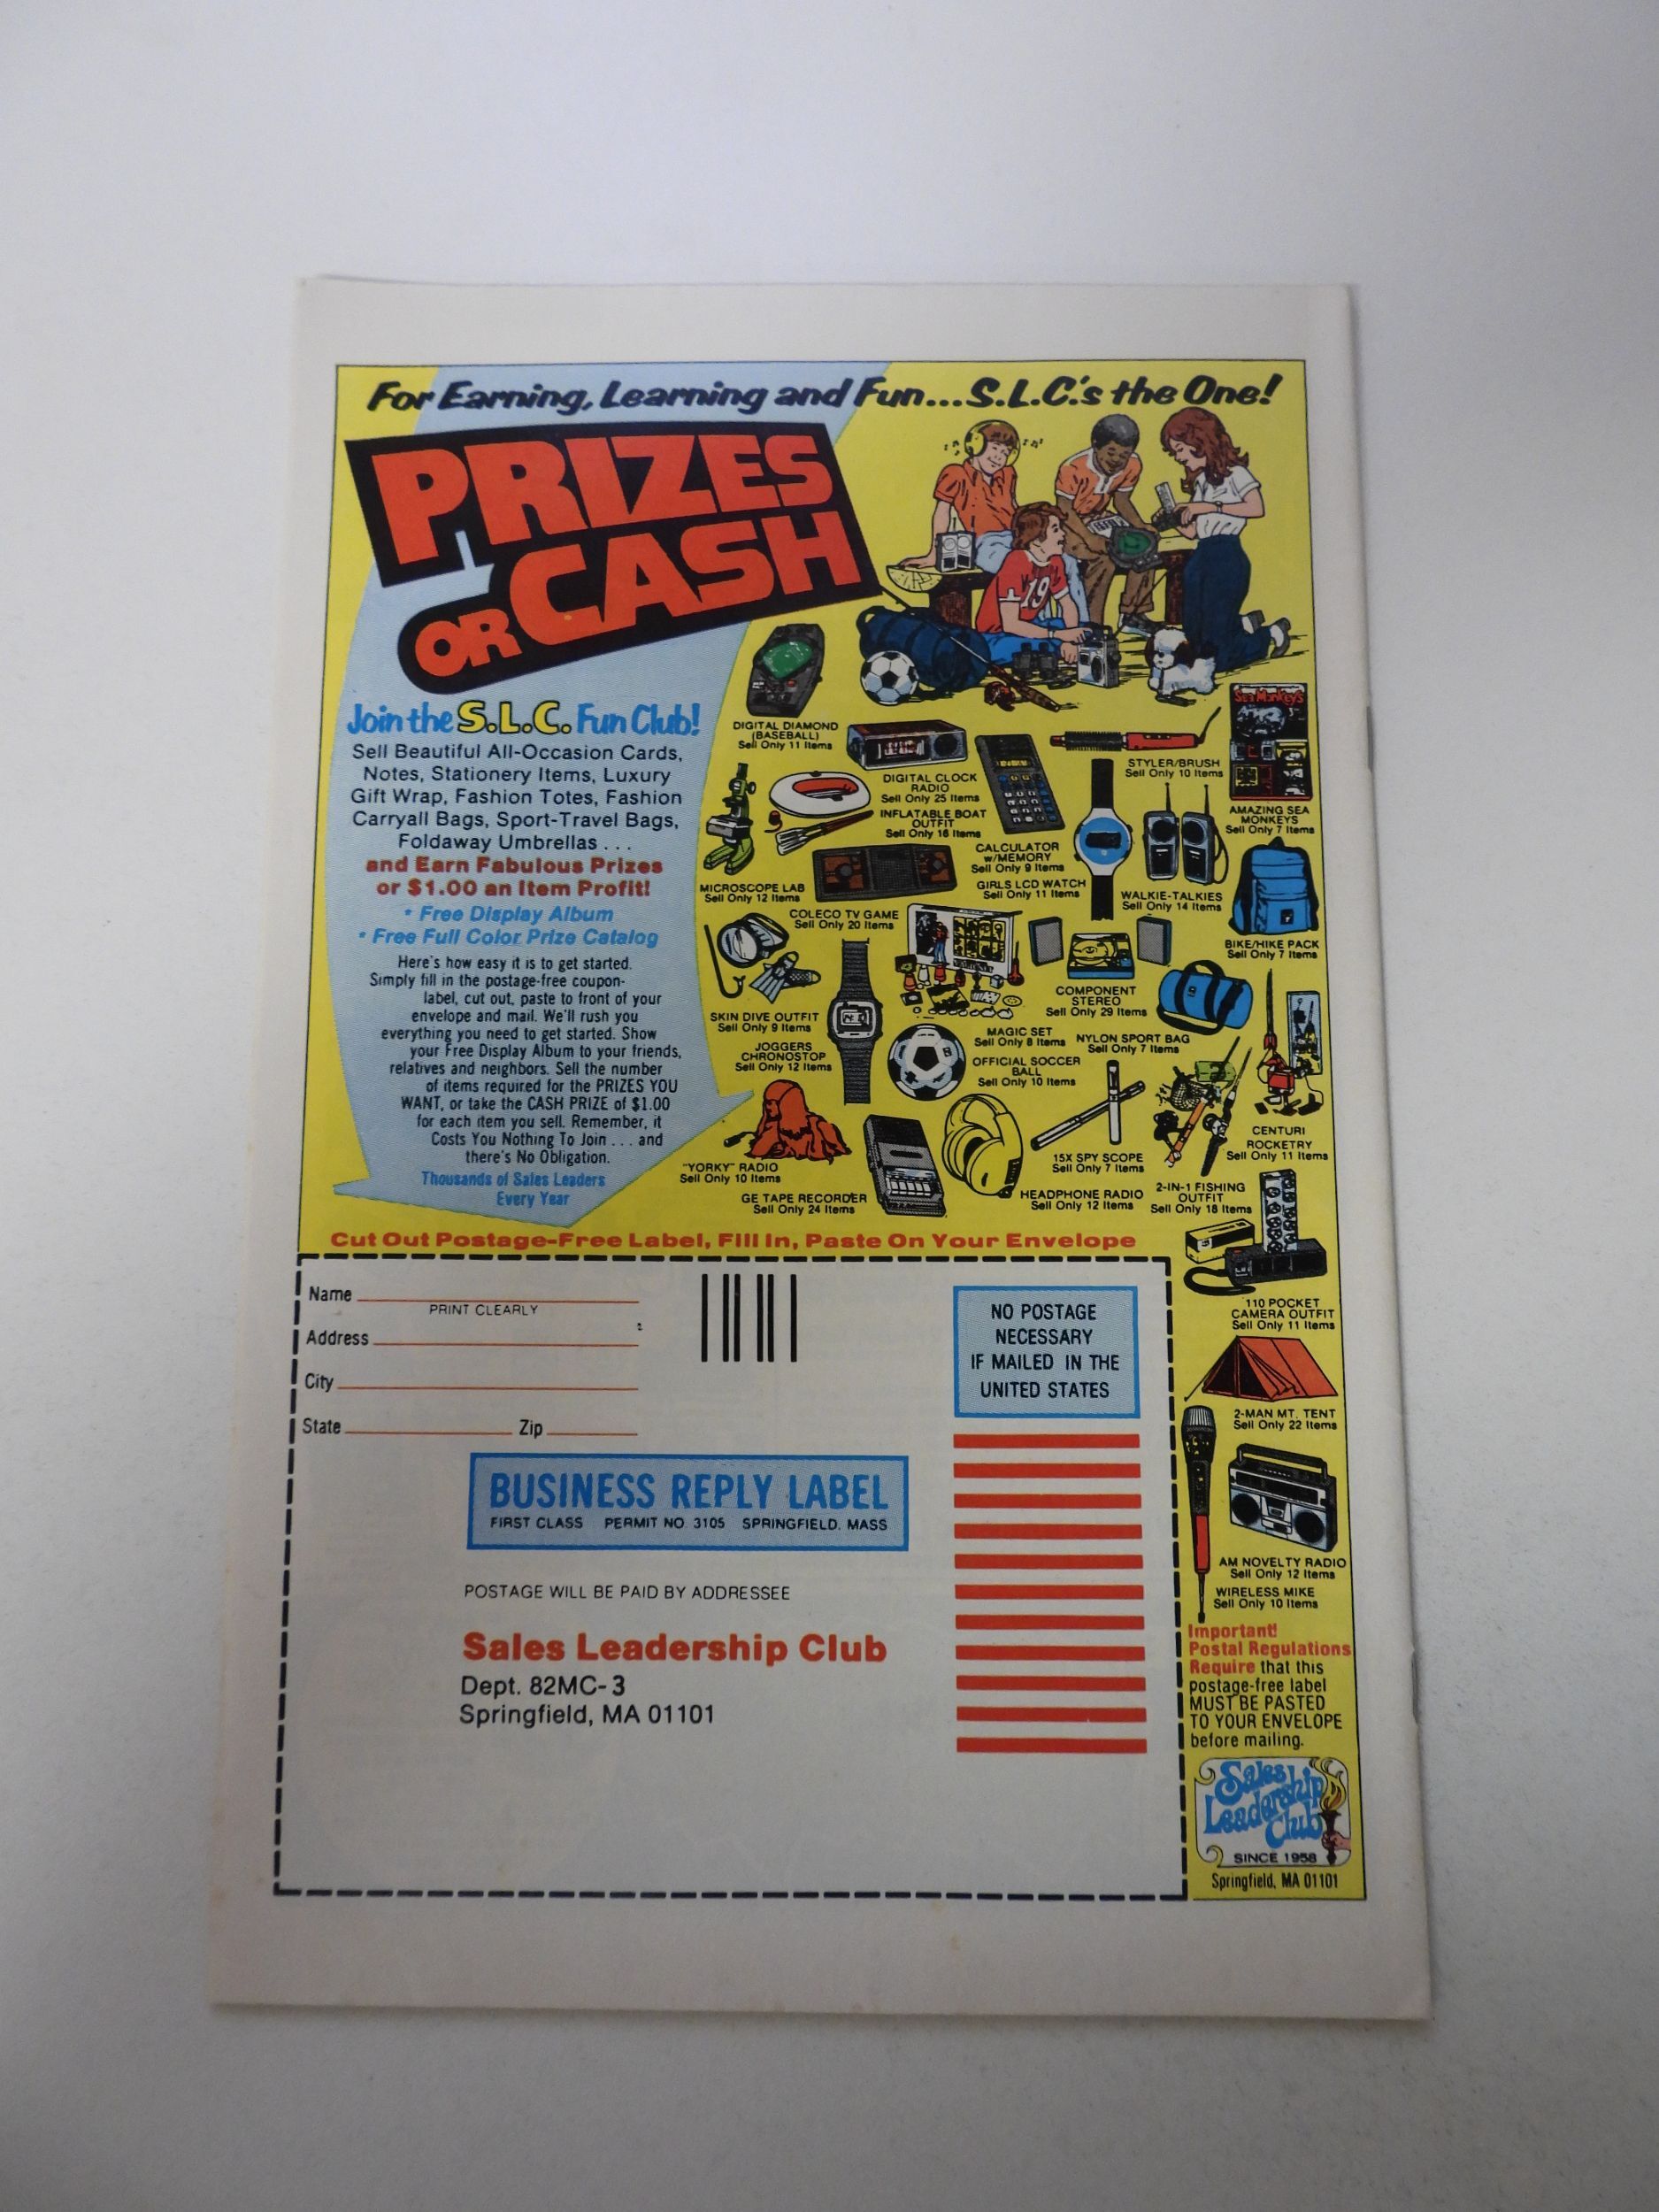 For Earning, Learning and Fun...S.L.C.'s the One!
PRIZES
OR CASH
Join the S.L.C. Fun Club!
Sell Beautiful All-Occasion Cards,
Notes, Stationery Items, Luxury
Gift Wrap, Fashion Totes, Fashion
Carryall Bags, Sport-Travel Bags,
Foldaway Umbrellas . . .
and Earn Fabulous Prizes
or $1.00 an Item Profit!
* Free Display Album
* Free Full Color Prize Catalog
Here's how easy it is to get started.
Simply fill in the postage-free coupon-
label, cut out, paste to front of your
envelope and mail. We'll rush you
everything you need to get started. Show
your Free Display Album to your friends,
relatives and neighbors. Sell the number
of items required for the PRIZES YOU
WANT, or take the CASH PRIZE of $1.00
for each item you sell. Remember, it
Costs You Nothing To Join . . . and
there's No Obligation.
Thousands of Sales Leaders
Every Year
19
DIGITAL DIAMOND
(BASEBALL)
Sell Only 11 Items
DIGITAL CLOCK
RADIO
Sell Only 25 Items
STYLER/BRUSH
Sell Only 10 Items
Sea Monkeys
AMAZING SEA
MONKEYS
Sell Only 7 Items
INFLATABLE BOAT
OUTFIT
Sell Only 16 Items
CALCULATOR
w/MEMORY
Sell Only 9 Items
MICROSCOPE LAB
Sell Only 12 Items
GIRLS LCD WATCH
Sell Only 11 Items
WALKIE-TALKIES
Sell Only 14 Items
COLECO TV GAME
Sell Only 20 Items
BIKE/HIKE PACK
Sell Only 7 Items
SKIN DIVE OUTFIT
Sell Only 9 Items
COMPONENT
STEREO
Sell Only 29 Items
MAGIC SET
Sell Only 8 Items
NYLON SPORT BAG
Sell Only 7 Items
JOGGERS
CHRONOSTOP
Sell Only 12 Items
OFFICIAL SOCCER
BALL
Sell Only 10 Items
CENTURI
ROCKETRY
Sell Only 11 Items
"YORKY" RADIO
Sell Only 10 Items
15X SPY SCOPE
Sell Only 7 Items
GE TAPE RECORDER
Sell Only 24 Items
HEADPHONE RADIO
Sell Only 12 Items
2-IN-1 FISHING
OUTFIT
Sell Only 18 Items
110 POCKET
CAMERA OUTFIT
Sell Only 11 Items
2-MAN MT. TENT
Sell Only 22 Items
AM NOVELTY RADIO
Sell Only 12 Items
WIRELESS MIKE
Sell Only 10 Items
Important!
Postal Regulations
Require that this
postage-free label
MUST BE PASTED
TO YOUR ENVELOPE
before mailing.
Sales
Leadership
Club
SINCE 1958
Springfield, MA 01101
Cut Out Postage-Free Label, Fill In, Paste On Your Envelope
Name
PRINT CLEARLY
Address
City
State Zip
NO POSTAGE
NECESSARY
IF MAILED IN THE
UNITED STATES
BUSINESS REPLY LABEL
FIRST CLASS PERMIT NO. 3105 SPRINGFIELD, MASS
POSTAGE WILL BE PAID BY ADDRESSEE
Sales Leadership Club
Dept. 82MC-3
Springfield, MA 01101